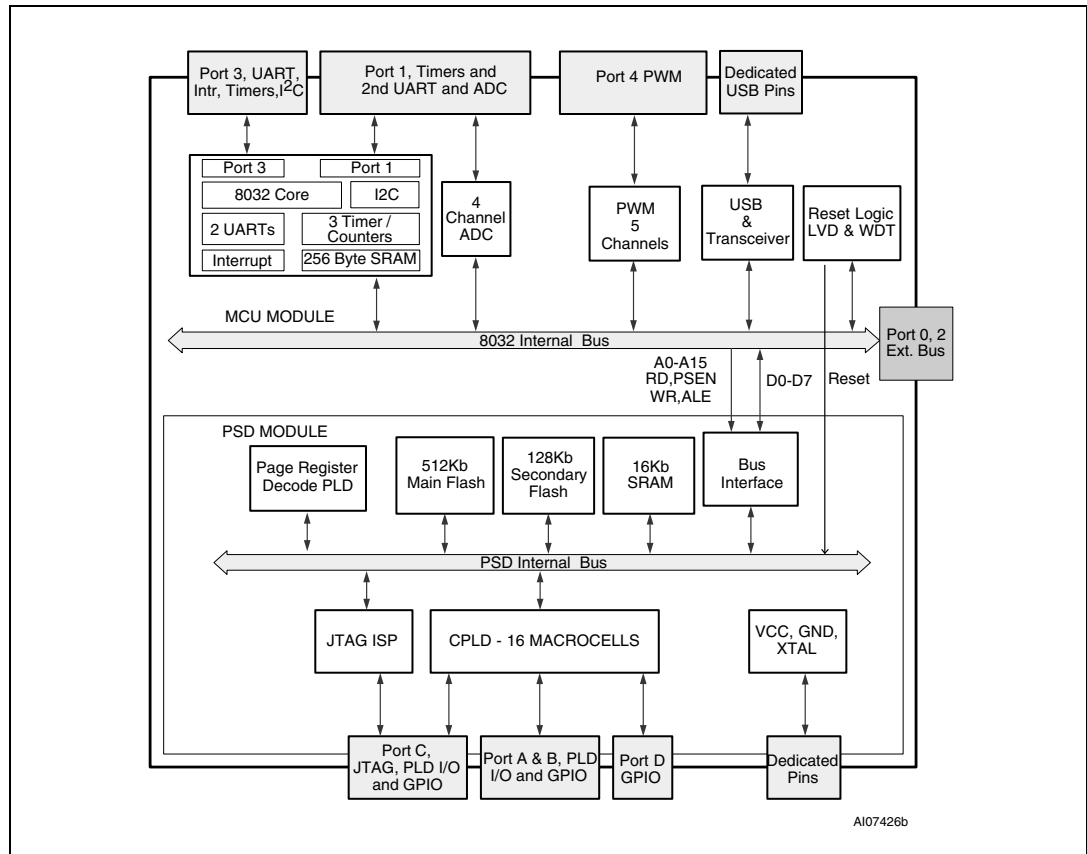 Port 3, UART,
Intr, Timers,I2C
Port 1, Timers and
2nd UART and ADC
Port 4 PWM
Dedicated
USB Pins
Port 3
Port 1
8032 Core
I2C
2 UARTs
3 Timer /
Counters
Interrupt
256 Byte SRAM
4
Channel
ADC
PWM
5
Channels
USB
&
Transceiver
Reset Logic
LVD & WDT
MCU MODULE
8032 Internal Bus
Port 0, 2
Ext. Bus
A0-A15
RD,PSEN
WR,ALE
D0-D7
Reset
PSD MODULE
Page Register
Decode PLD
512Kb
Main Flash
128Kb
Secondary
Flash
16Kb
SRAM
Bus
Interface
PSD Internal Bus
JTAG ISP
CPLD - 16 MACROCELLS
VCC, GND,
XTAL
Port C,
JTAG, PLD I/O
and GPIO
Port A & B, PLD
I/O and GPIO
Port D
GPIO
Dedicated
Pins
AI07426b